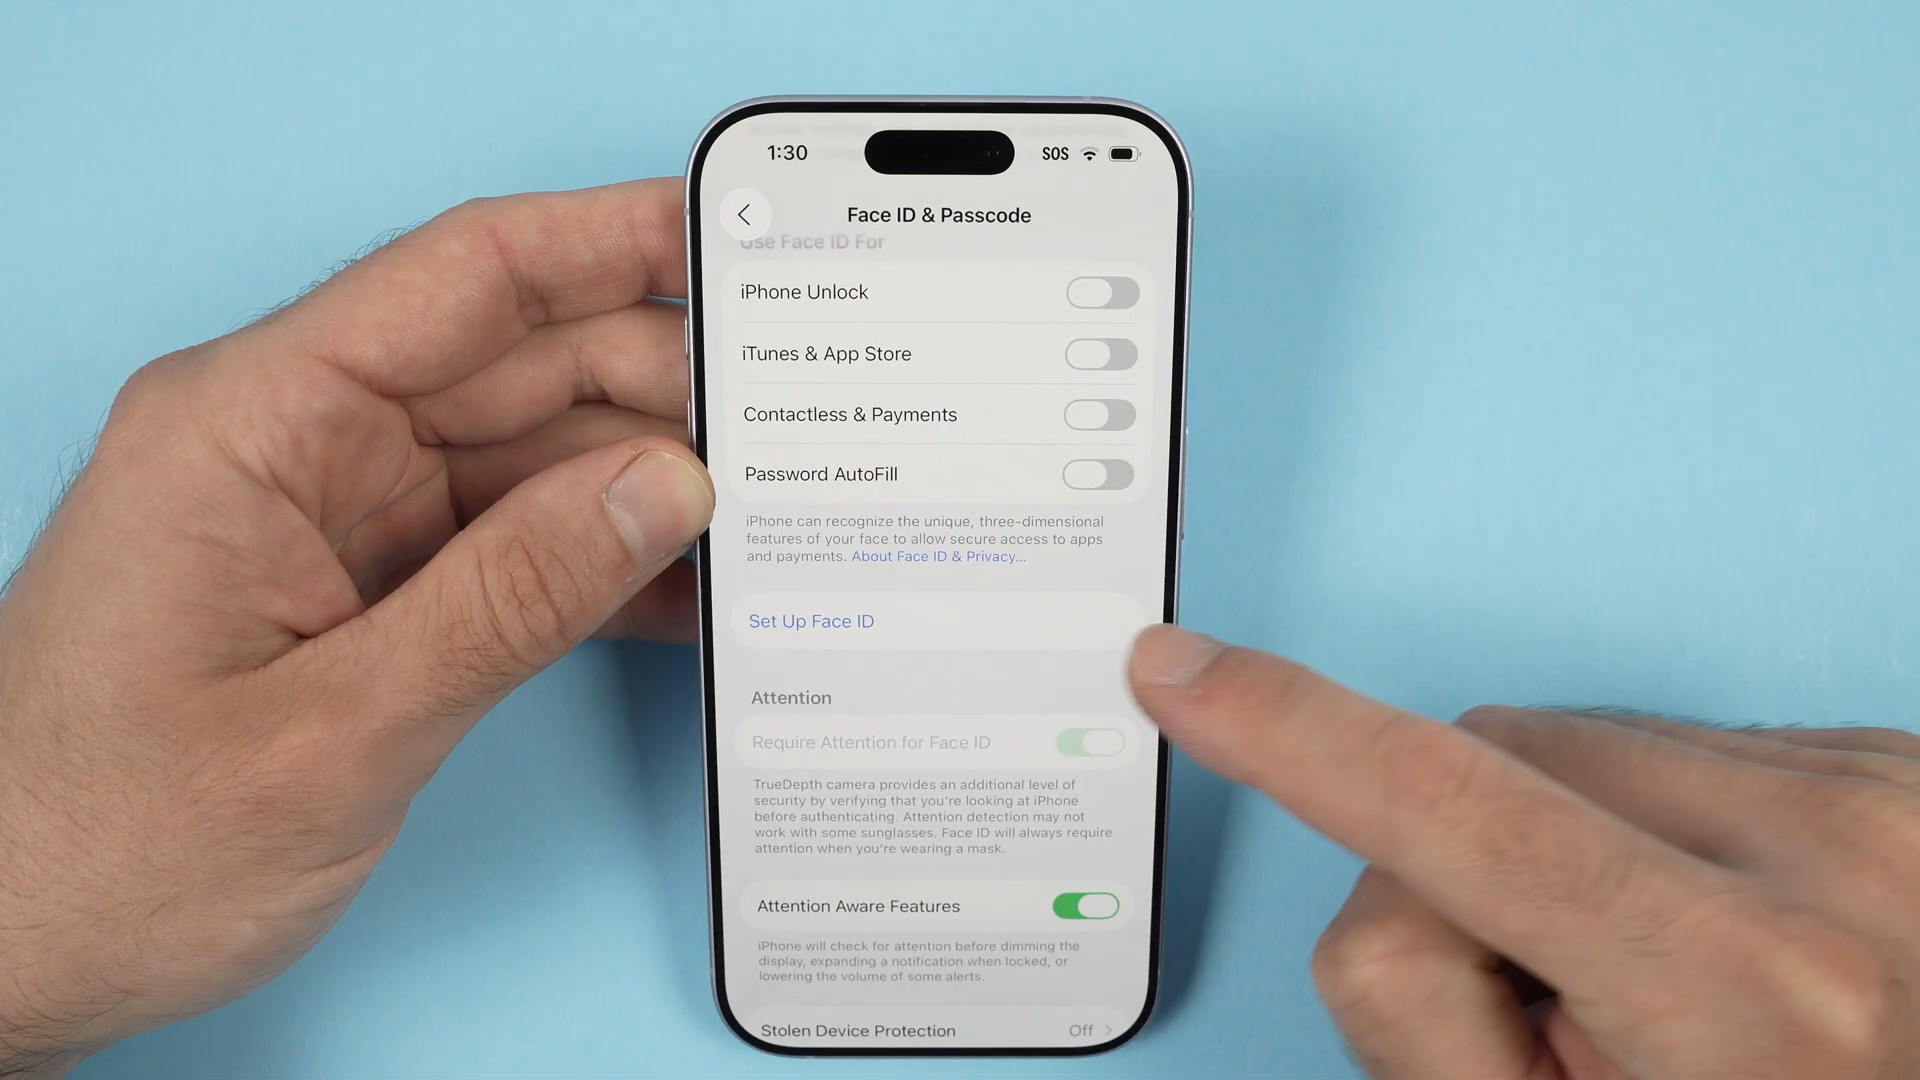 1:30
SOS
Face ID & Passcode
Use Face ID For
iPhone Unlock
iTunes & App Store
Contactless & Payments
Password AutoFill
iPhone can recognize the unique, three-dimensional
features of your face to allow secure access to apps
and payments. About Face ID & Privacy...
Set Up Face ID
Attention
Require Attention for Face ID
TrueDepth camera provides an additional level of
security by verifying that you're looking at iPhone
before authenticating. Attention detection may not
work with some sunglasses. Face ID will always require
attention when you're wearing a mask.
Attention Aware Features
iPhone will check for attention before dimming the
display, expanding a notification when locked, or
lowering the volume of some alerts.
Stolen Device Protection Off